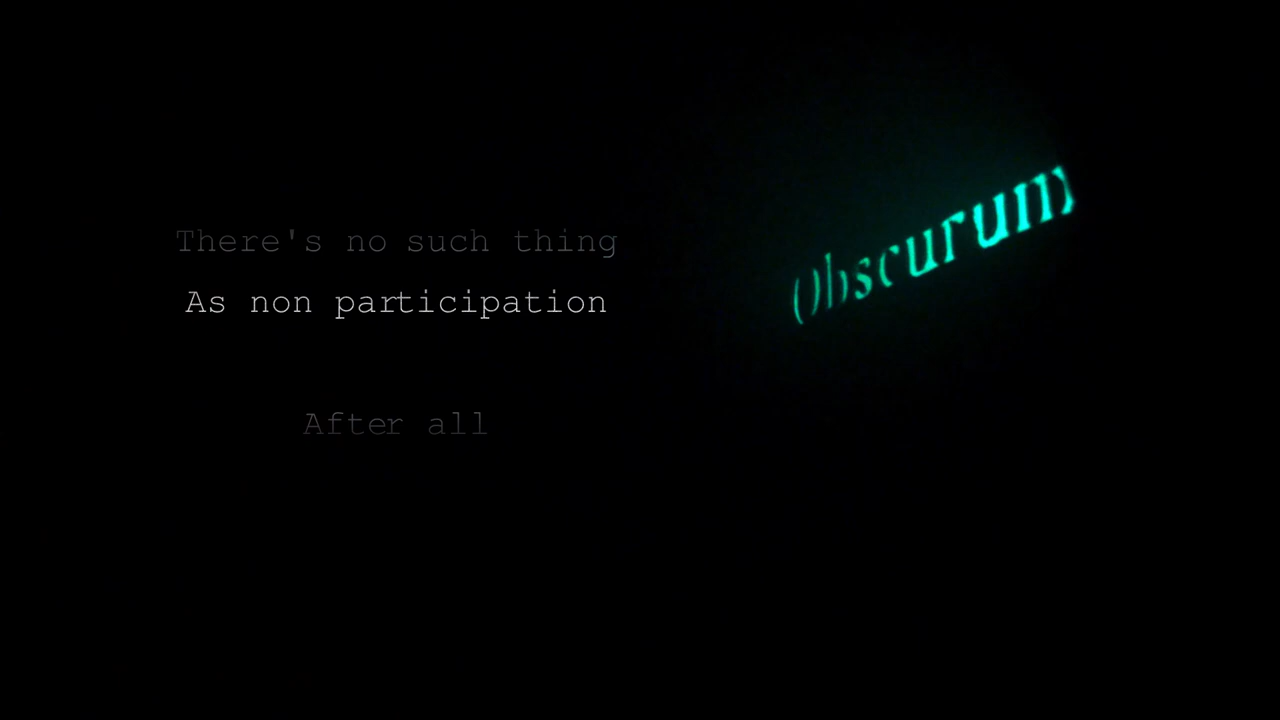 There's no such thing
As non participation
After all
Obscurum